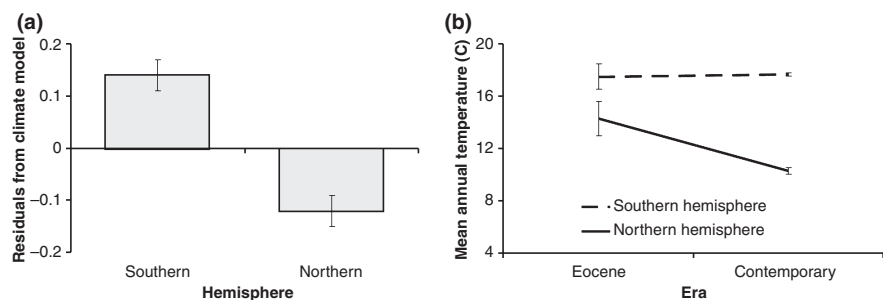 (a)
Residuals from climate model
0.2
0.1
0
−0.1
−0.2
Southern
Northern
Hemisphere
(b)
Mean annual temperature (C)
20
16
12
8
4
Southern hemisphere
Northern hemisphere
Eocene
Contemporary
Era